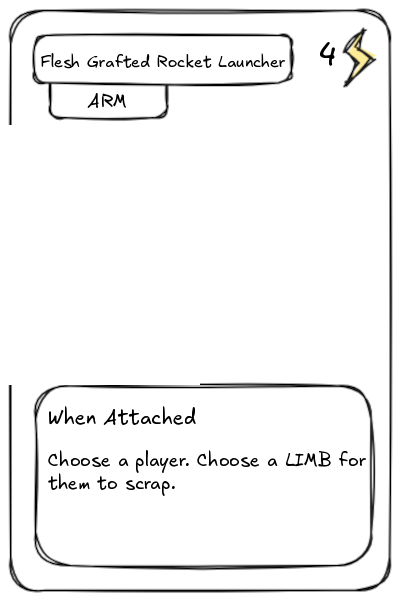 Flesh Grafted Rocket Launcher
4
ARM
When Attached
Choose a player. Choose a LIMB for
them to scrap.